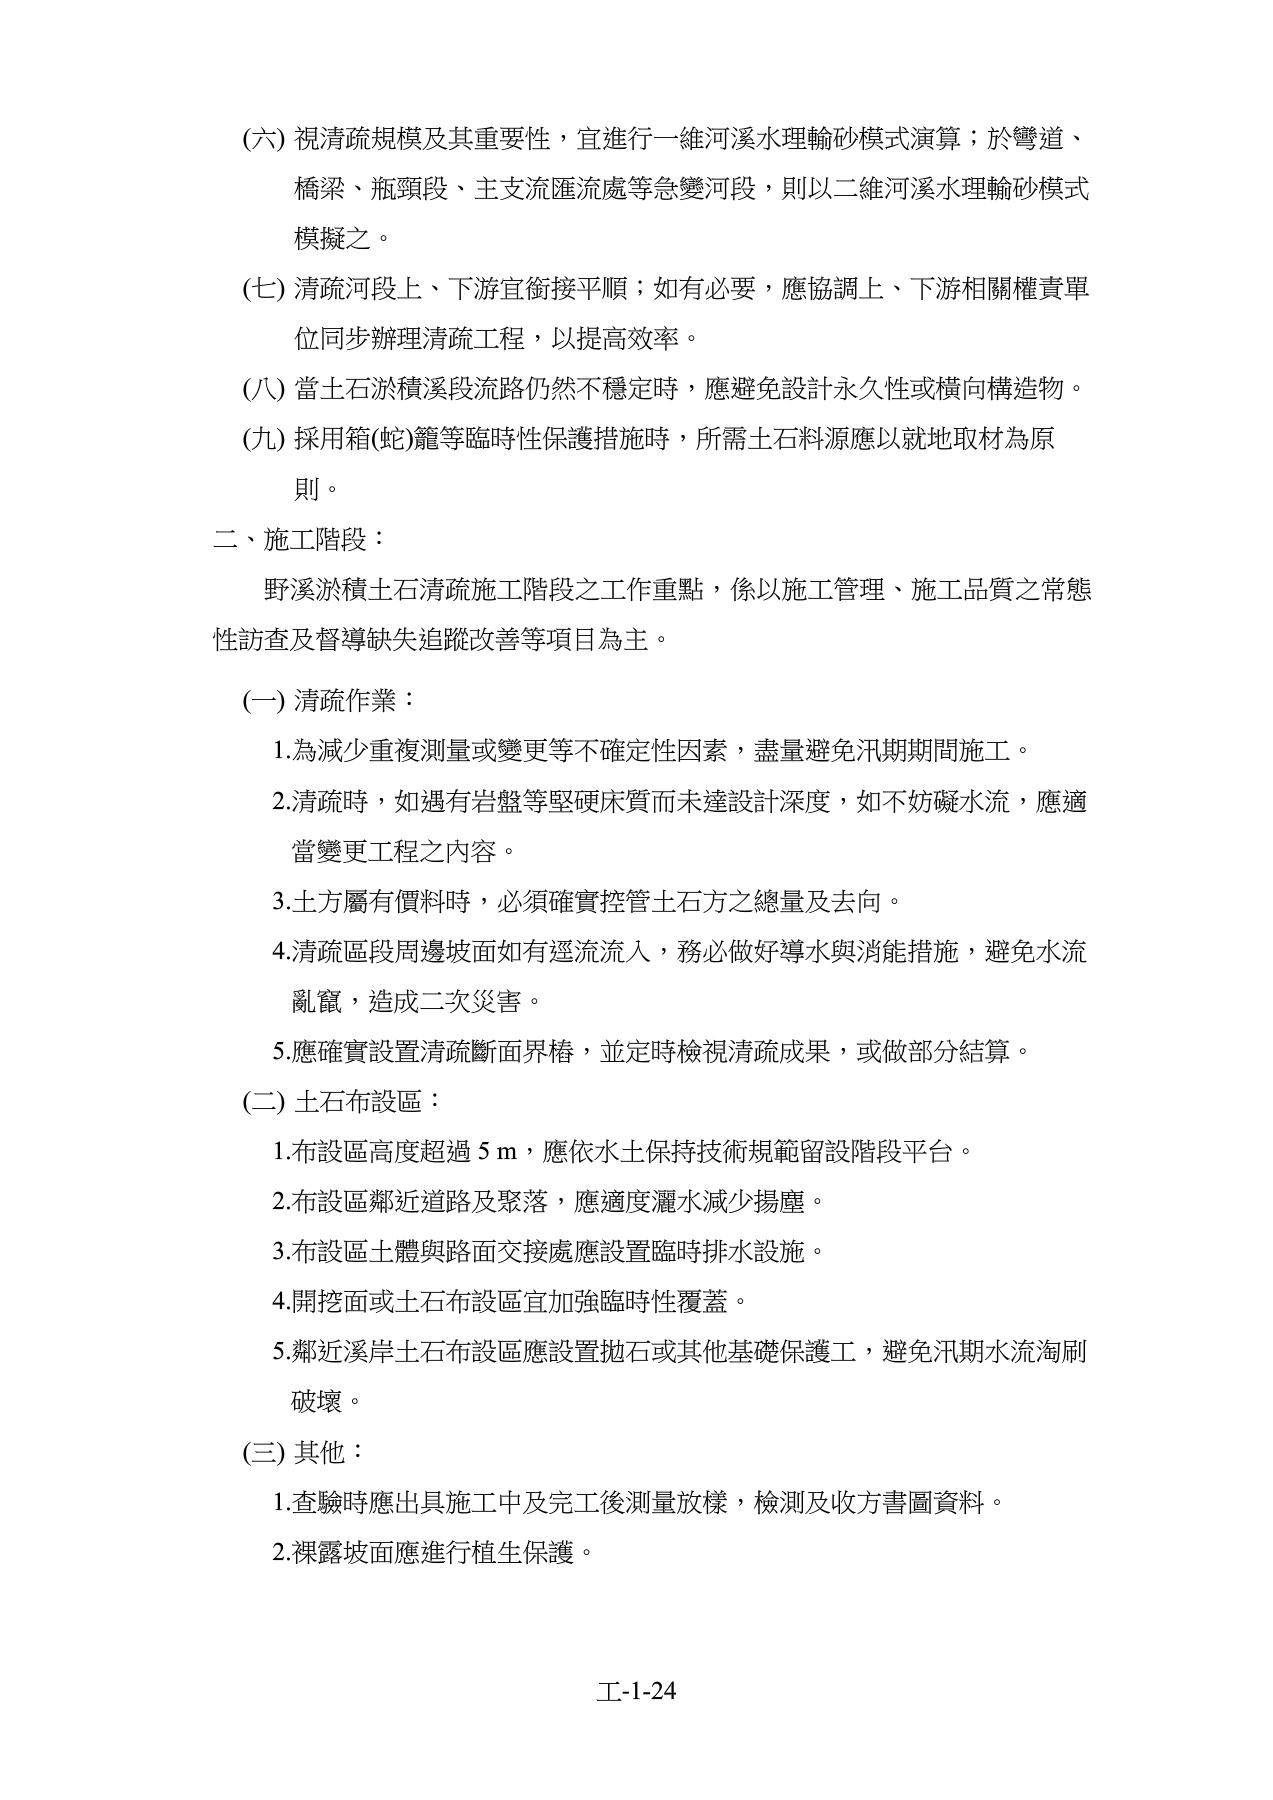 (六) 視清疏規模及其重要性，宜進行一維河溪水理輸砂模式演算；於彎道、
橋梁、瓶頸段、主支流匯流處等急變河段，則以二維河溪水理輸砂模式
模擬之。
(七) 清疏河段上、下游宜銜接平順；如有必要，應協調上、下游相關權責單
位同步辦理清疏工程，以提高效率。
(八) 當土石淤積溪段流路仍然不穩定時，應避免設計永久性或橫向構造物。
(九) 採用箱(蛇)籠等臨時性保護措施時，所需土石料源應以就地取材為原
則。
二、施工階段：
野溪淤積土石清疏施工階段之工作重點，係以施工管理、施工品質之常態
性訪查及督導缺失追蹤改善等項目為主。
(一) 清疏作業：
1.為減少重複測量或變更等不確定性因素，盡量避免汛期期間施工。
2.清疏時，如遇有岩盤等堅硬床質而未達設計深度，如不妨礙水流，應適
當變更工程之內容。
3.土方屬有價料時，必須確實控管土石方之總量及去向。
4.清疏區段周邊坡面如有逕流流入，務必做好導水與消能措施，避免水流
亂竄，造成二次災害。
5.應確實設置清疏斷面界樁，並定時檢視清疏成果，或做部分結算。
(二) 土石布設區：
1.布設區高度超過 5 m，應依水土保持技術規範留設階段平台。
2.布設區鄰近道路及聚落，應適度灑水減少揚塵。
3.布設區土體與路面交接處應設置臨時排水設施。
4.開挖面或土石布設區宜加強臨時性覆蓋。
5.鄰近溪岸土石布設區應設置拋石或其他基礎保護工，避免汛期水流淘刷
破壞。
(三) 其他：
1.查驗時應出具施工中及完工後測量放樣，檢測及收方書圖資料。
2.裸露坡面應進行植生保護。
工-1-24